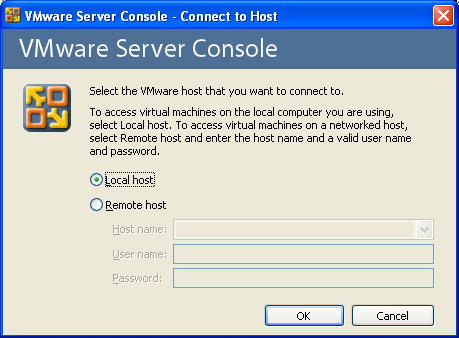 VMware Server Console - Connect to Host
VMware Server Console
Select the VMware host that you want to connect to.
To access virtual machines on the local computer you are using,
select Local host. To access virtual machines on a networked host,
select Remote host and enter the host name and a valid user name
and password.
Local host
Remote host
Host name:
User name:
Password:
OK
Cancel